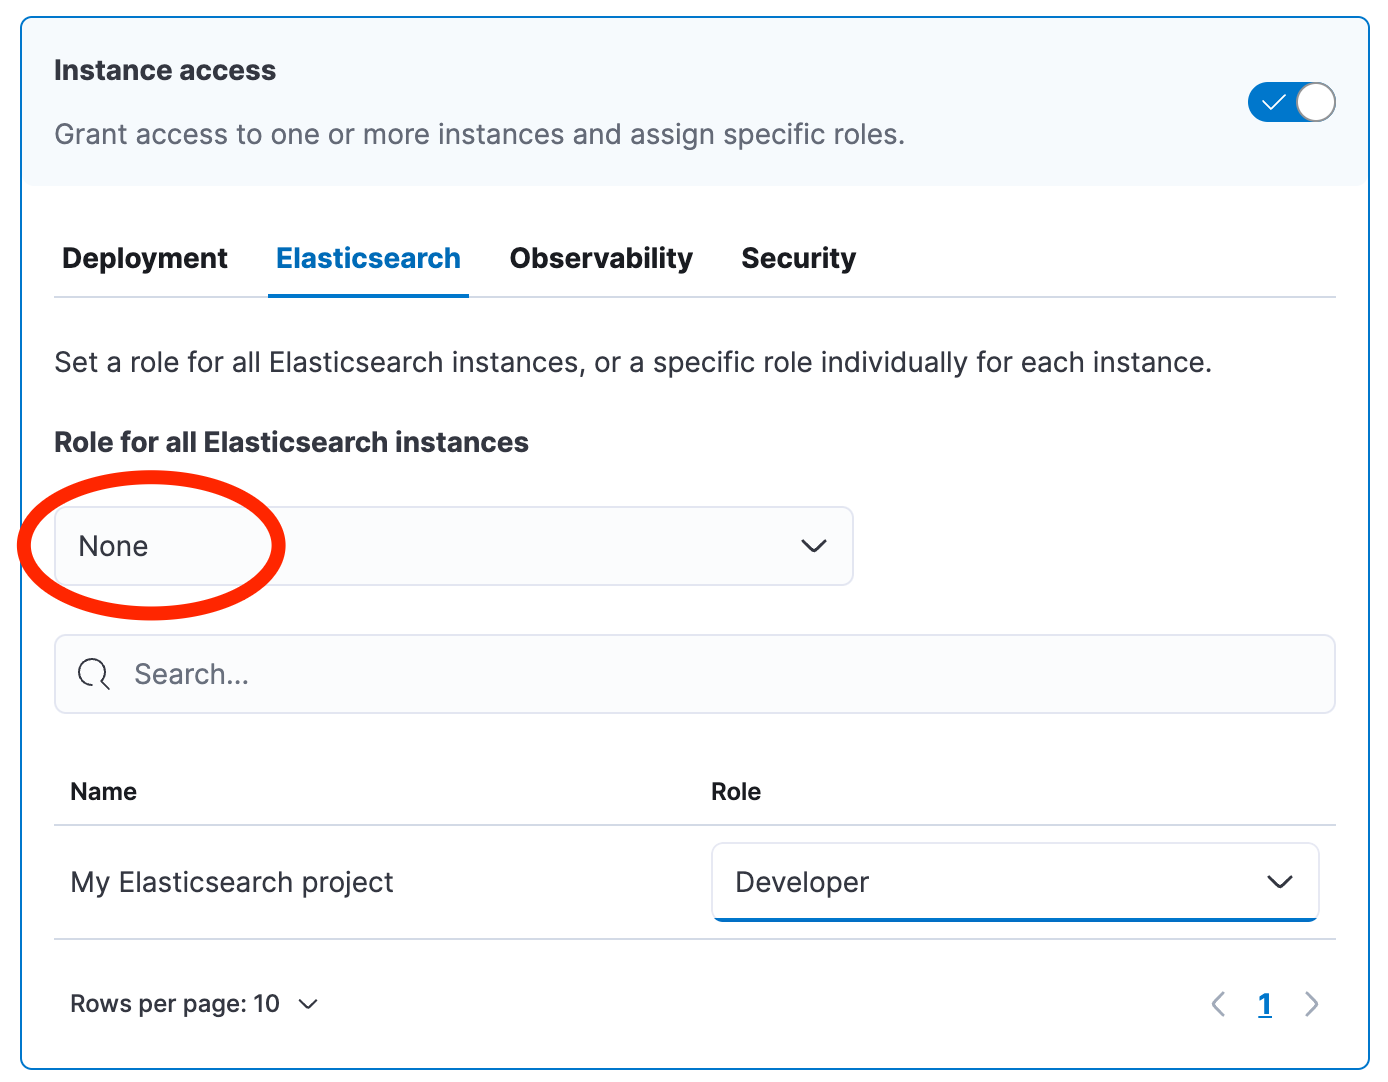 Instance access
Grant access to one or more instances and assign specific roles.
Deployment Elasticsearch Observability Security
Set a role for all Elasticsearch instances, or a specific role individually for each instance.
Role for all Elasticsearch instances
None
Search...
Name Role
My Elasticsearch project Developer
Rows per page: 10 1